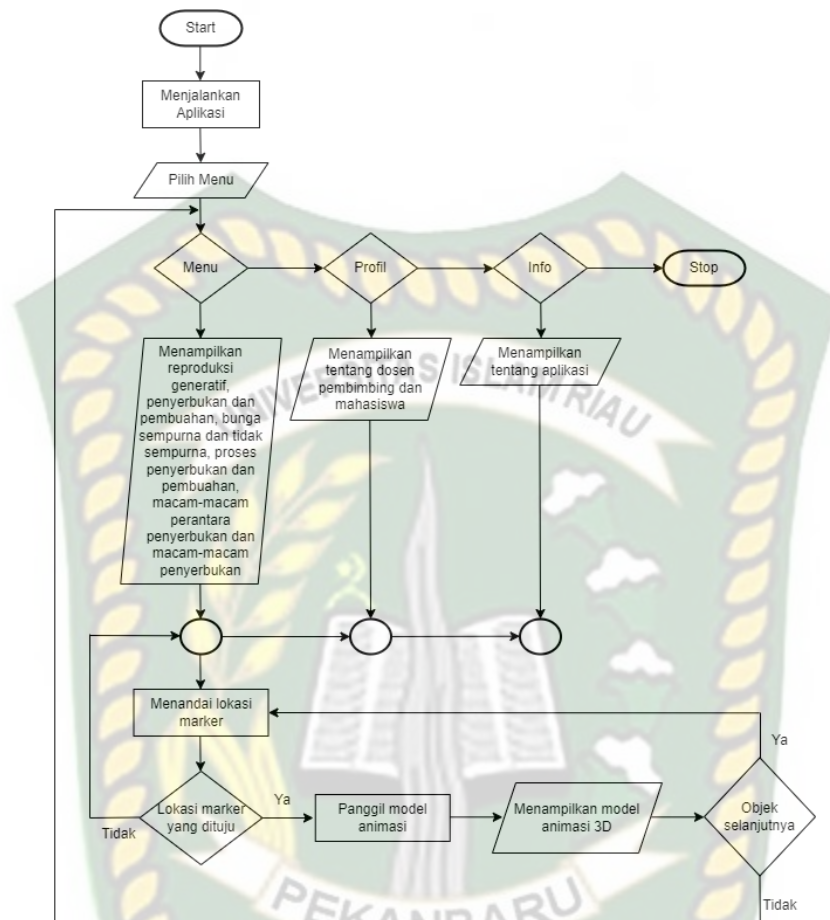 Start
Menjalankan
Aplikasi
Pilih Menu
Menu
Profil
Info
Stop
Menampilkan
reproduksi
generatif,
penyerbukan dan
pembuahan, bunga
sempurna dan tidak
sempurna, proses
penyerbukan dan
pembuahan,
macam-macam
perantara
penyerbukan dan
macam-macam
penyerbukan
Menampilkan
tentang dosen
pembimbing dan
mahasiswa
Menampilkan
tentang aplikasi
UNIVERSITAS ISLAM RIAU
Menandai lokasi
marker
Ya
Lokasi marker
yang dituju
Tidak
Ya
Panggil model
animasi
Menampilkan model
animasi 3D
Objek
selanjutnya
Tidak
PEKANBARU